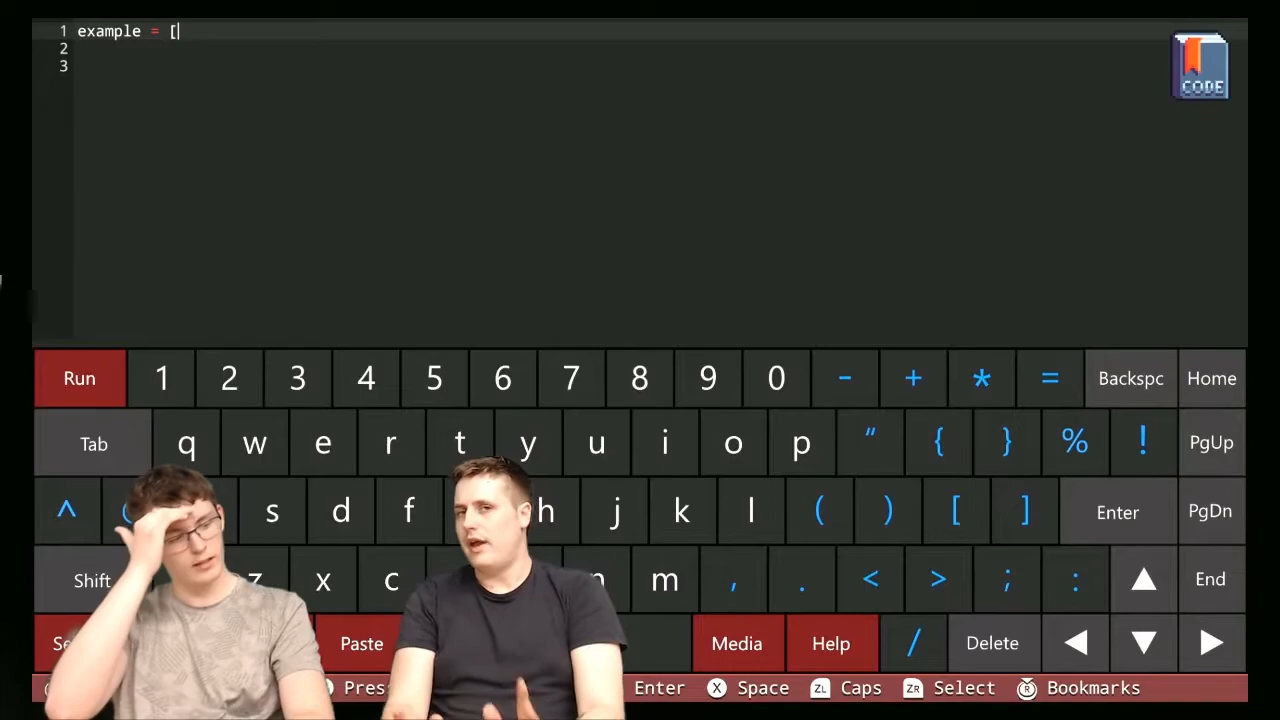 1 example = [
2
3
CODE
Run 1 2 3 4 5 6 7 8 9 0 - + * = Backspc Home
Tab q w e r t y u i o p " { } % ! PgUp
^ s d f h j k l ( ) [ ] Enter PgDn
Shift z x c m , . < > ; : ▲ End
Paste Media Help / Delete ◀ ▼ ▶
Enter X Space ZL Caps ZR Select R Bookmarks